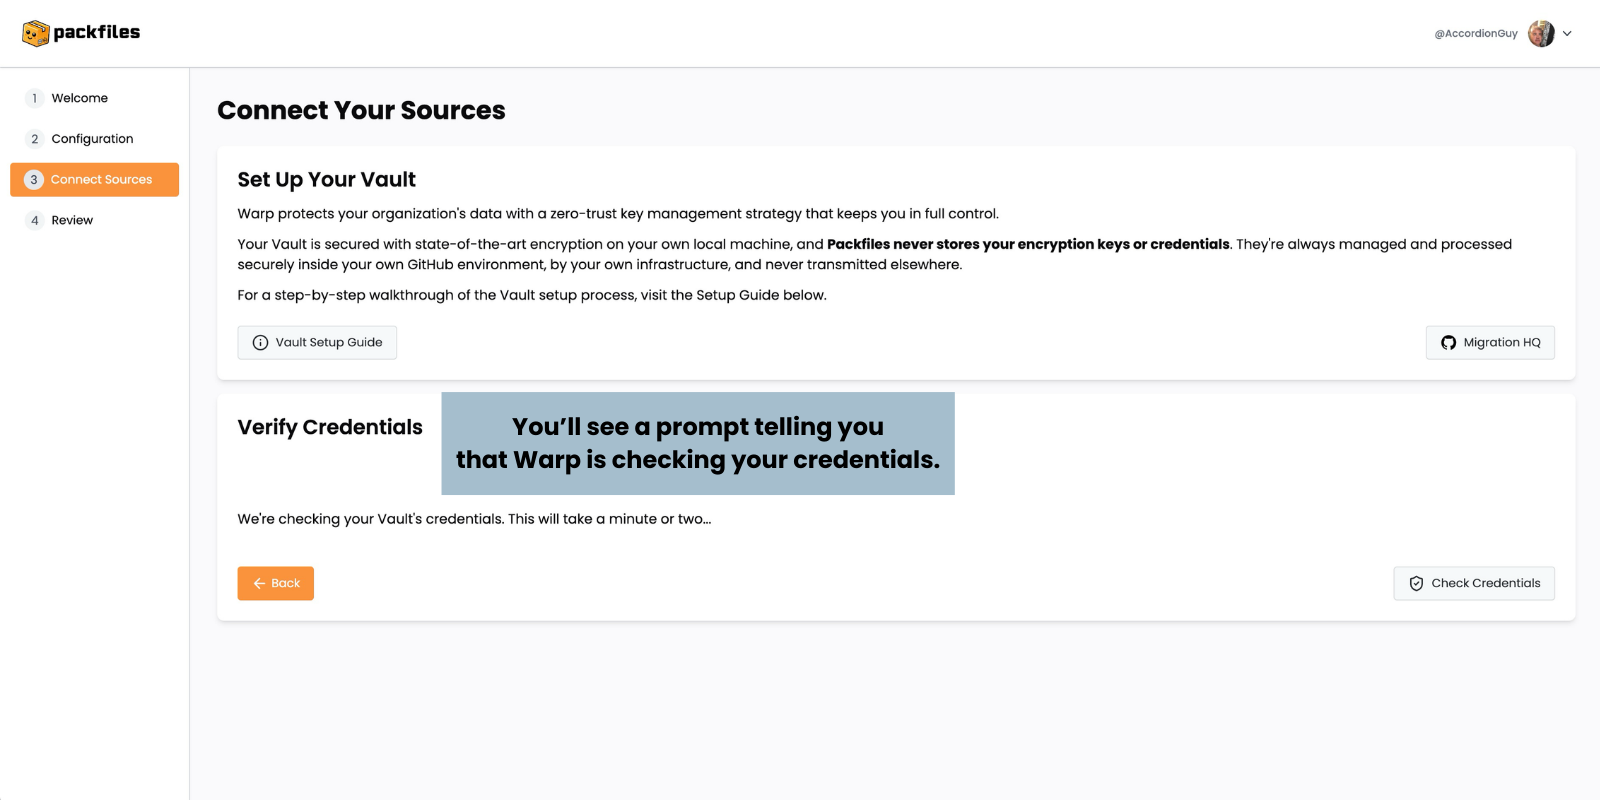 packfiles
@AccordionGuy
1 Welcome
2 Configuration
3 Connect Sources
4 Review
Connect Your Sources
Set Up Your Vault
Warp protects your organization's data with a zero-trust key management strategy that keeps you in full control.
Your Vault is secured with state-of-the-art encryption on your own local machine, and Packfiles never stores your encryption keys or credentials. They're always managed and processed
securely inside your own GitHub environment, by your own infrastructure, and never transmitted elsewhere.
For a step-by-step walkthrough of the Vault setup process, visit the Setup Guide below.
Vault Setup Guide
Migration HQ
Verify Credentials
You’ll see a prompt telling you
that Warp is checking your credentials.
We're checking your Vault's credentials. This will take a minute or two...
Back
Check Credentials